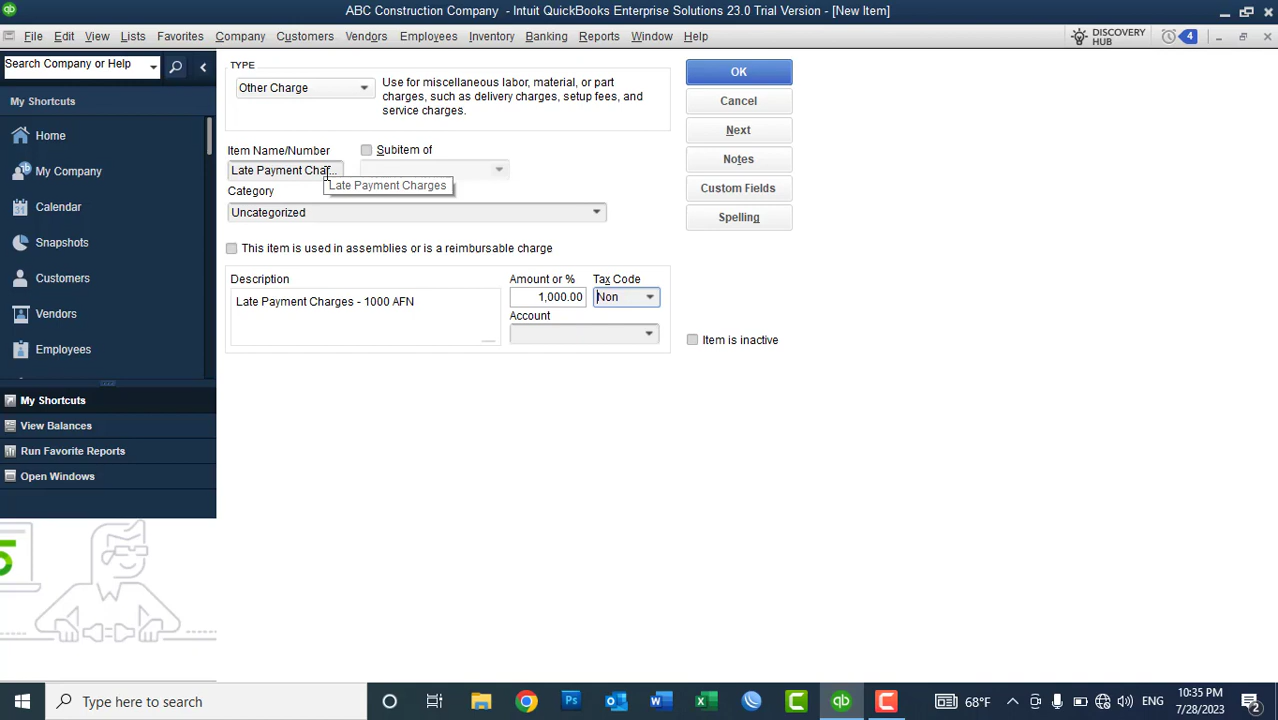 ABC Construction Company - Intuit QuickBooks Enterprise Solutions 23.0 Trial Version - [New Item]
File Edit View Lists Favorites Company Customers Vendors Employees Inventory Banking Reports Window Help
DISCOVERY HUB
4
Search Company or Help
My Shortcuts
Home
My Company
Calendar
Snapshots
Customers
Vendors
Employees
My Shortcuts
View Balances
Run Favorite Reports
Open Windows
TYPE
Other Charge
Use for miscellaneous labor, material, or part
charges, such as delivery charges, setup fees, and
service charges.
Item Name/Number
Subitem of
Late Payment Char...
Late Payment Charges
Category
Uncategorized
This item is used in assemblies or is a reimbursable charge
Description
Amount or %
Tax Code
Late Payment Charges - 1000 AFN
1,000.00
Non
Account
OK
Cancel
Next
Notes
Custom Fields
Spelling
Item is inactive
5
Type here to search
68°F
ENG
10:35 PM
7/28/2023
2